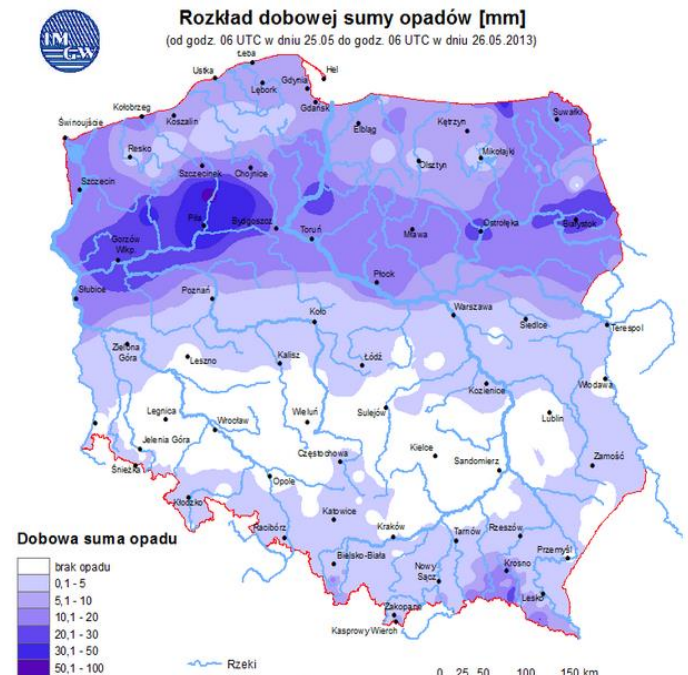 Rozkład dobowej sumy opadów [mm]
(od godz. 06 UTC w dniu 25.05 do godz. 06 UTC w dniu 26.05.2013)
IM
GW
Łeba
Ustka
Hel
Gdynia
Lębork
Gdańsk
Kołobrzeg
Koszalin
Świnoujście
Elbląg
Kętrzyn
Suwałki
Resko
Olsztyn
Mikołajki
Szczecinek
Chojnice
Szczecin
Piła
Bydgoszcz
Toruń
Mława
Ostrołęka
Białystok
Gorzów
Wlkp
Płock
Słubice
Poznań
Koło
Warszawa
Siedlce
Terespol
Zielona
Góra
Leszno
Kalisz
Łódź
Kozienice
Włodawa
Legnica
Wrocław
Wieluń
Sulejów
Lublin
Jelenia Góra
Śnieżka
Częstochowa
Kielce
Sandomierz
Zamość
Opole
Kłodzko
Katowice
Racibórz
Kraków
Tarnów
Rzeszów
Przemyśl
Bielsko-Biała
Nowy
Sącz
Krosno
Lesko
Zakopane
Kasprowy Wierch
Dobowa suma opadu
brak opadu
0,1 - 5
5,1 - 10
10,1 - 20
20,1 - 30
30,1 - 50
50,1 - 100
Rzeki
0 25 50 100 150 km